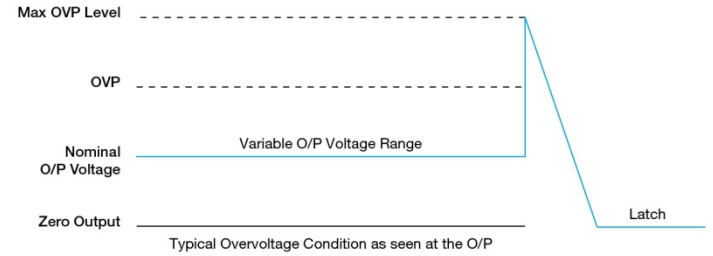 Max OVP Level
OVP
Variable O/P Voltage Range
Nominal
O/P Voltage
Zero Output
Latch
Typical Overvoltage Condition as seen at the O/P